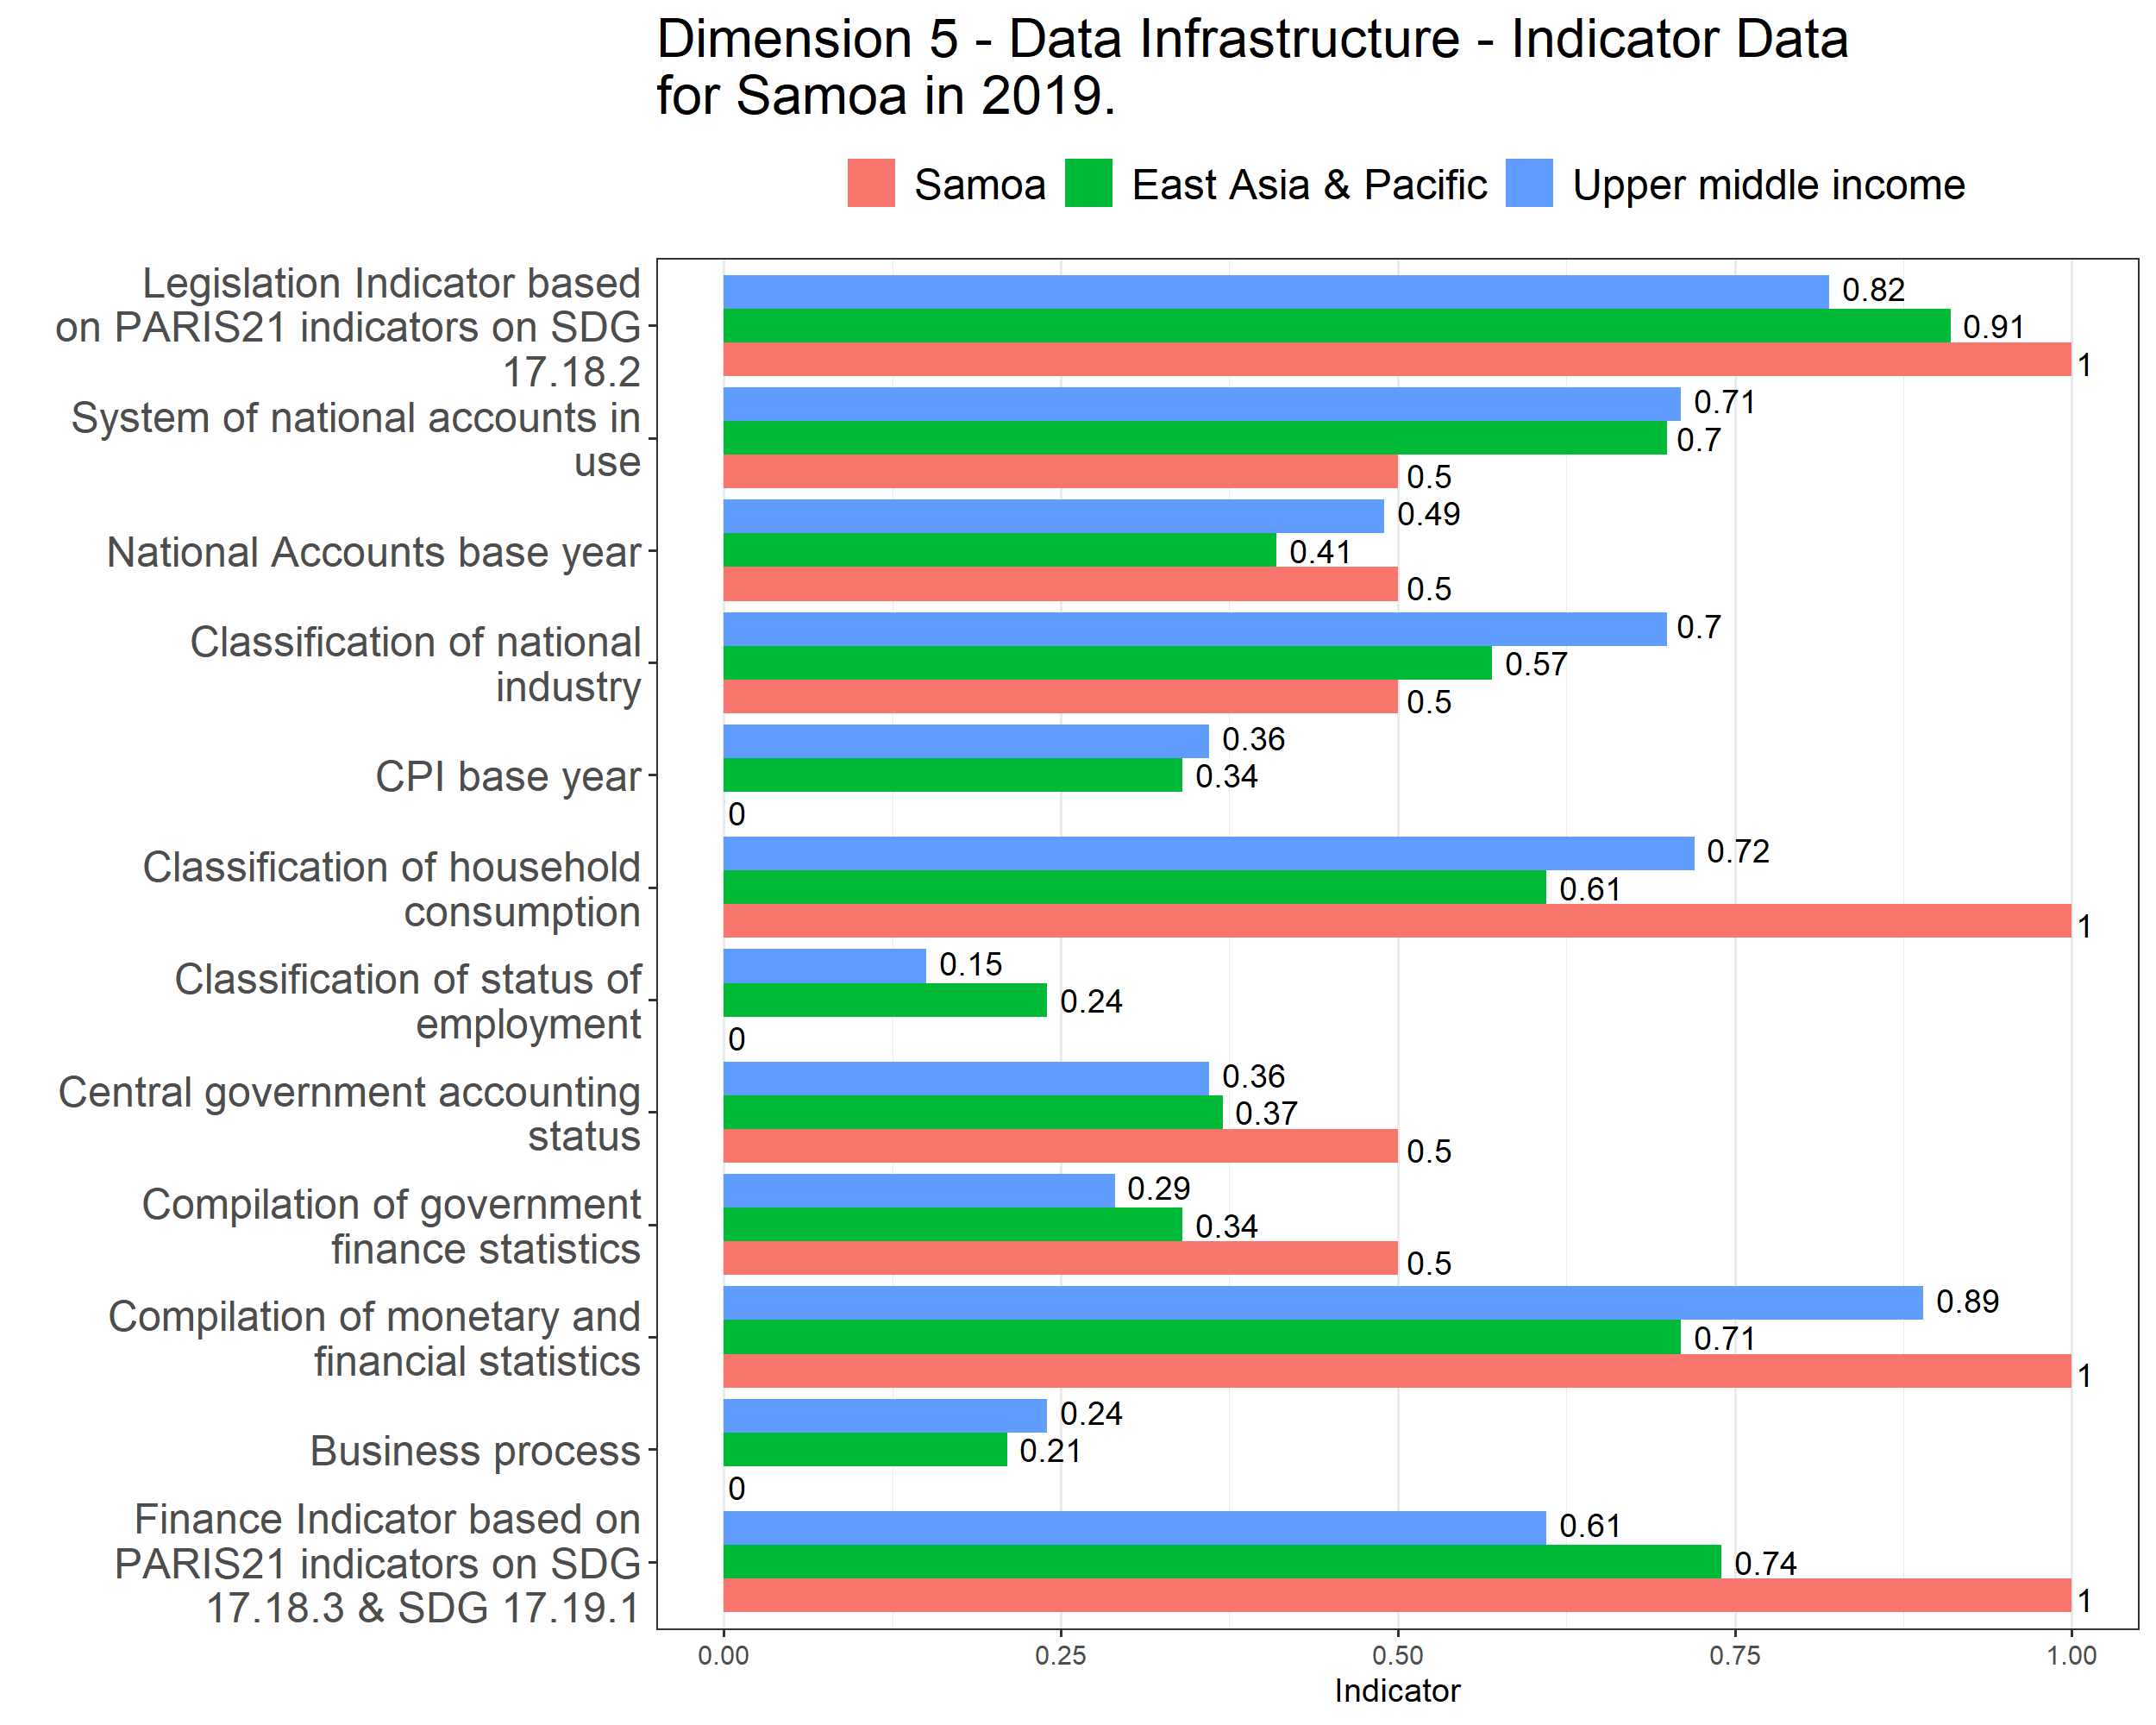 Dimension 5 - Data Infrastructure - Indicator Data
for Samoa in 2019.
Samoa
East Asia & Pacific
Upper middle income
Legislation Indicator based
on PARIS21 indicators on SDG
17.18.2
0.82
0.91
1
System of national accounts in
use
0.71
0.7
0.5
National Accounts base year
0.49
0.41
0.5
Classification of national
industry
0.7
0.57
0.5
CPI base year
0.36
0.34
0
Classification of household
consumption
0.72
0.61
1
Classification of status of
employment
0.15
0.24
0
Central government accounting
status
0.36
0.37
0.5
Compilation of government
finance statistics
0.29
0.34
0.5
Compilation of monetary and
financial statistics
0.89
0.71
1
Business process
0.24
0.21
0
Finance Indicator based on
PARIS21 indicators on SDG
17.18.3 & SDG 17.19.1
0.61
0.74
1
0.00
0.25
0.50
0.75
1.00
Indicator